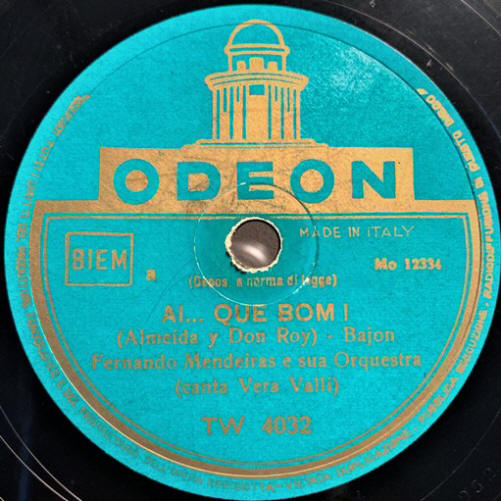 ODEON
MADE IN ITALY
BIEM
a
Mo 12334
(Depos. a norma di legge)
AI... QUE BOM!
(Almeida y Don Roy) - Bajon
Fernando Mendeiras e sua Orquestra
(canta Vera Valli)
TW 4032